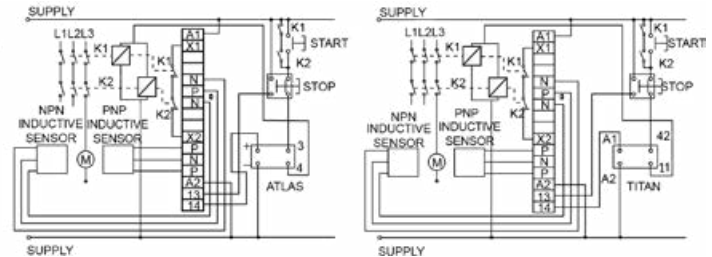 SUPPLY
L1L2L3
K1
K2
NPN
INDUCTIVE
SENSOR
PNP
INDUCTIVE
SENSOR
M
K1
K2
A1
X1
N
P
N
X2
P
N
P
A2
13
14
K1
START
K2
STOP
+
-
3
4
ATLAS
SUPPLY
SUPPLY
L1L2L3
K1
K2
NPN
INDUCTIVE
SENSOR
PNP
INDUCTIVE
SENSOR
M
K1
K2
A1
X1
N
P
N
X2
P
N
P
A2
13
14
K1
START
K2
STOP
A1
A2
42
11
TITAN
SUPPLY